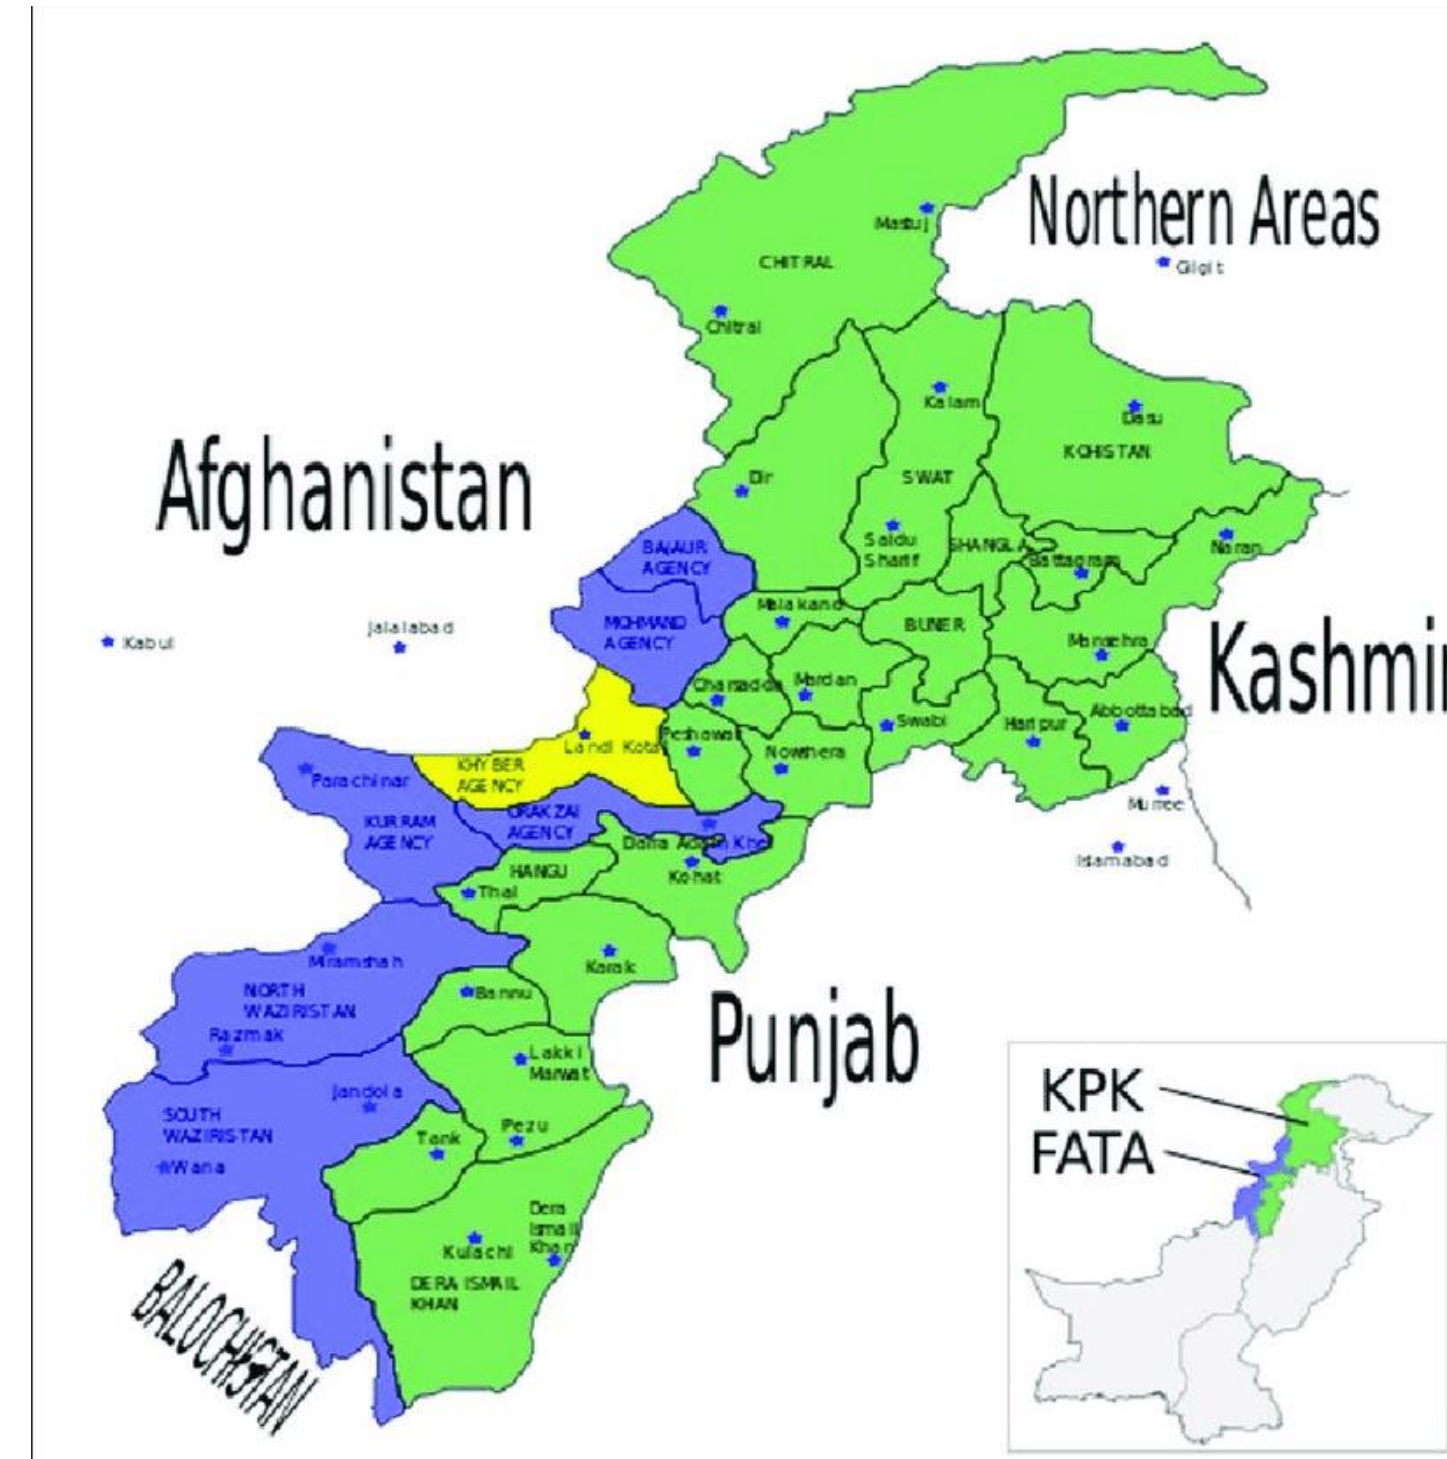 Northern Areas
Mastuj
CHITRAL
Gilgit
Chitral
Kalam
Dasu
KOHISTAN
Afghanistan
Dir
SWAT
Saidu
Sharif
SHANGLA
Battagram
Naran
BAJAUR
AGENCY
Malakand
MOHMAND
AGENCY
BUNER
Mansehra
Kabul
Jalalabad
Kashmir
Charsadda
Mardan
Swabi
Haripur
Abbottabad
Landi Kotal
Peshawar
Nowshera
KHYBER
AGENCY
Parachinar
Murree
ORAKZAI
AGENCY
KURRAM
AGENCY
Darra Adam Khel
Islamabad
HANGU
Kohat
Thal
Miramshah
Karak
NORTH
WAZIRISTAN
Bannu
Razmak
Punjab
Lakki
Marwat
Jandola
SOUTH
WAZIRISTAN
Pezu
Tank
Wana
KPK
FATA
Dera
Ismail
Khan
Kulachi
DERA ISMAIL
KHAN
BALOCHISTAN